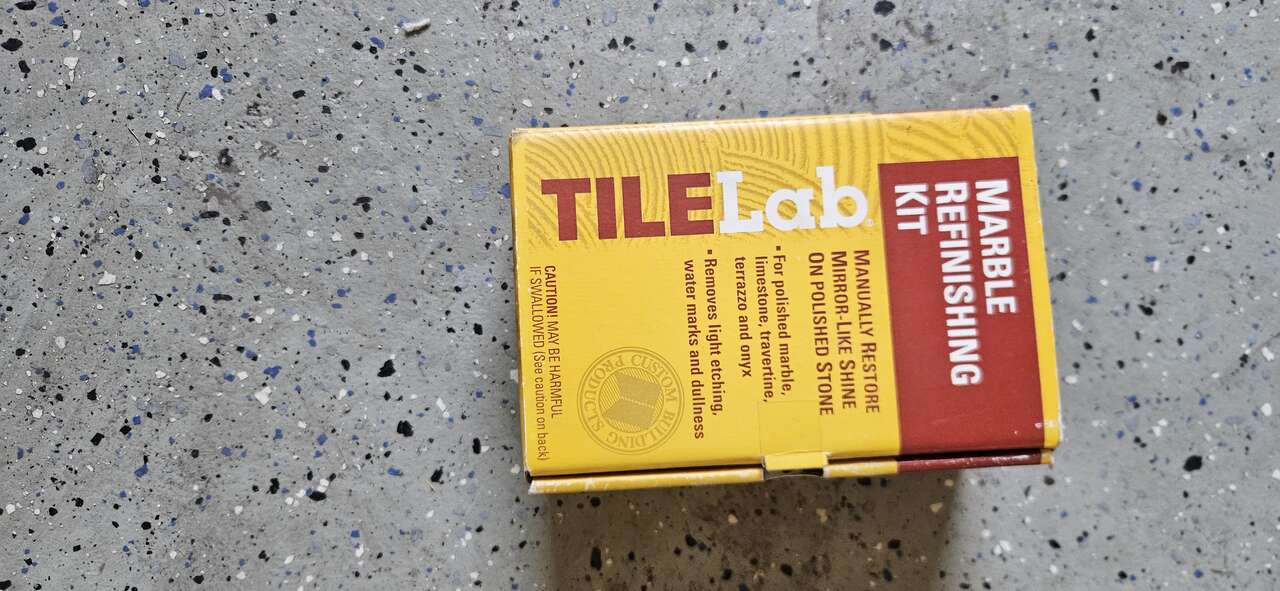 TILELab
MARBLE
REFINISHING
KIT
MANUALLY RESTORE
MIRROR-LIKE SHINE
ON POLISHED STONE
▪ For polished marble,
limestone, travertine,
terrazzo and onyx
▪ Removes light etching,
water marks and dullness
CUSTOM BUILDING
PRODUCTS
CAUTION! MAY BE HARMFUL
IF SWALLOWED (See caution on back)